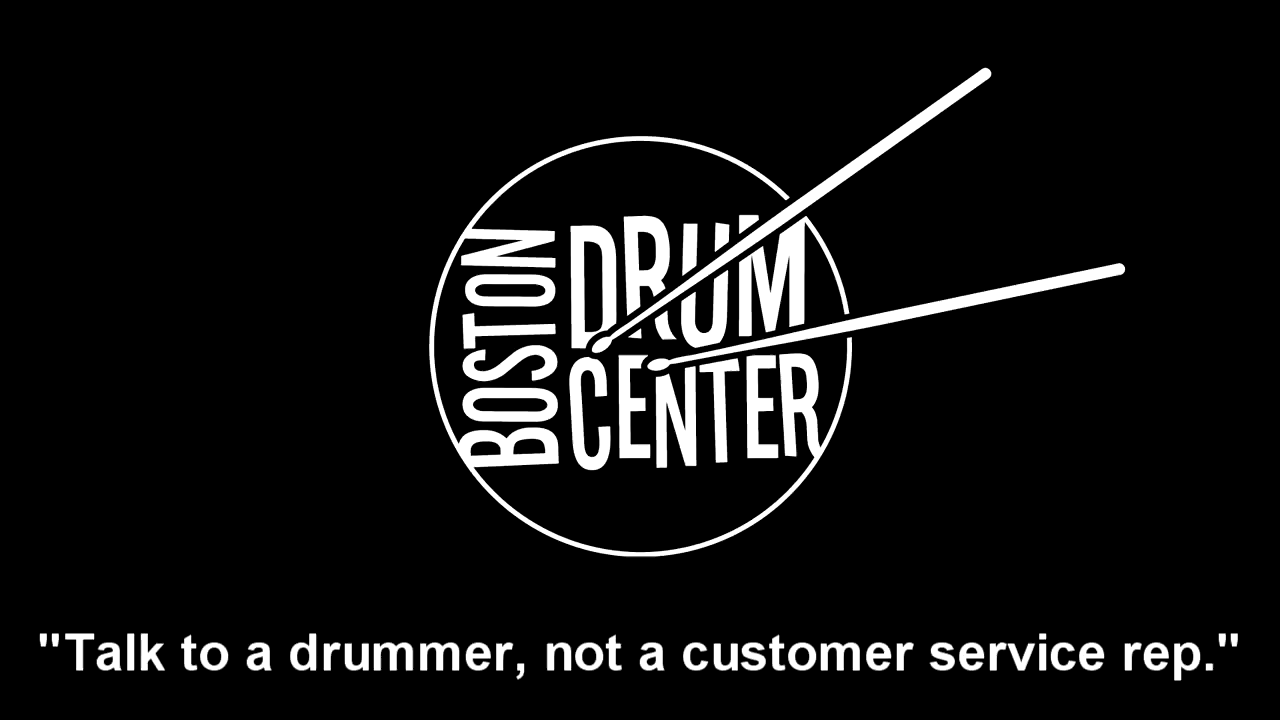 BOSTON
DRUM
CENTER
"Talk to a drummer, not a customer service rep."